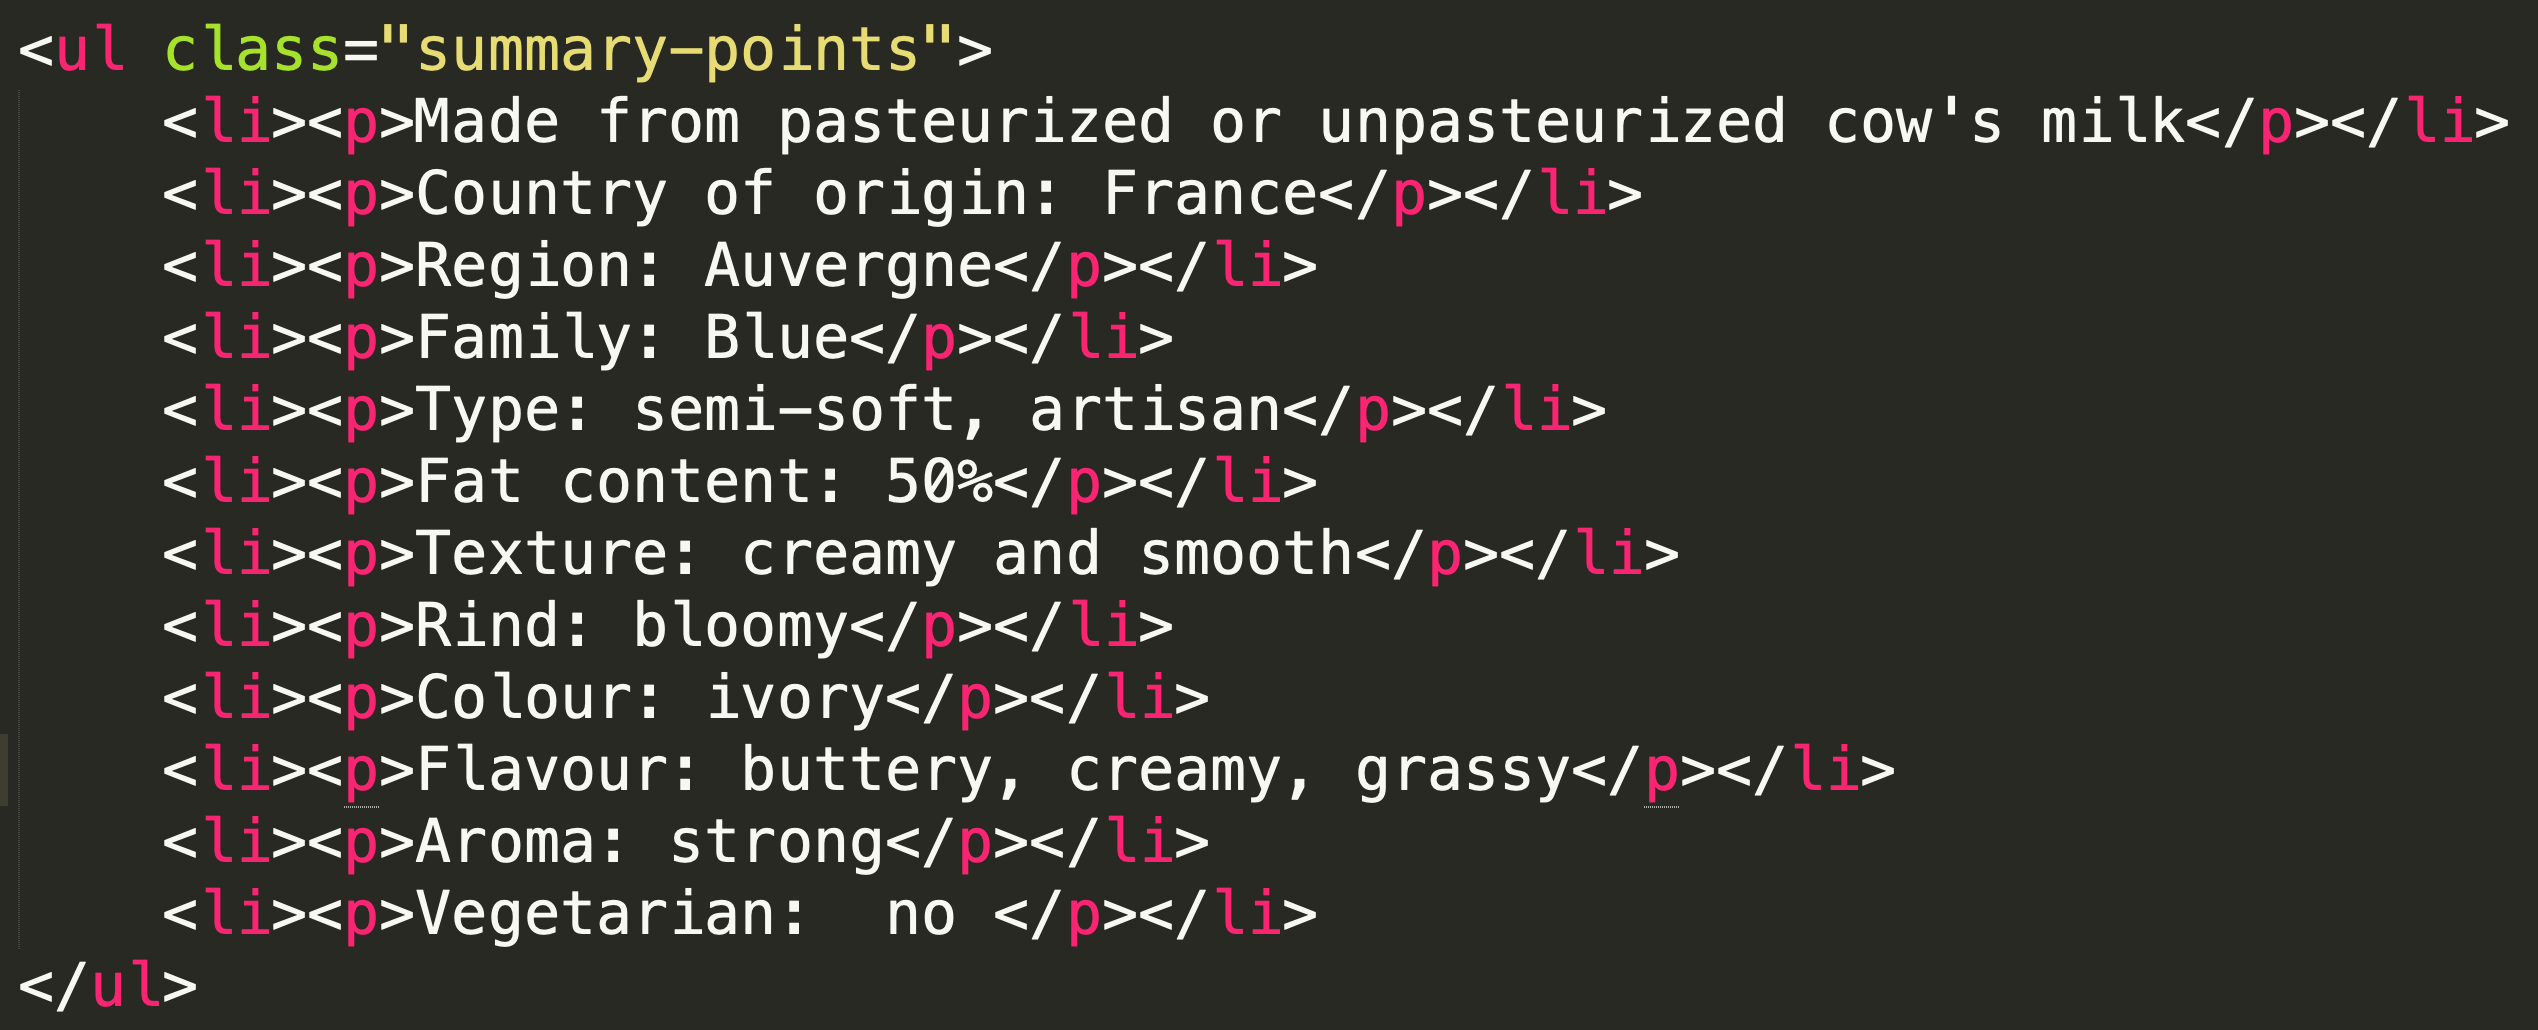 <ul class="summary-points">
    <li><p>Made from pasteurized or unpasteurized cow's milk</p></li>
    <li><p>Country of origin: France</p></li>
    <li><p>Region: Auvergne</p></li>
    <li><p>Family: Blue</p></li>
    <li><p>Type: semi-soft, artisan</p></li>
    <li><p>Fat content: 50%</p></li>
    <li><p>Texture: creamy and smooth</p></li>
    <li><p>Rind: bloomy</p></li>
    <li><p>Colour: ivory</p></li>
    <li><p>Flavour: buttery, creamy, grassy</p></li>
    <li><p>Aroma: strong</p></li>
    <li><p>Vegetarian:  no </p></li>
</ul>